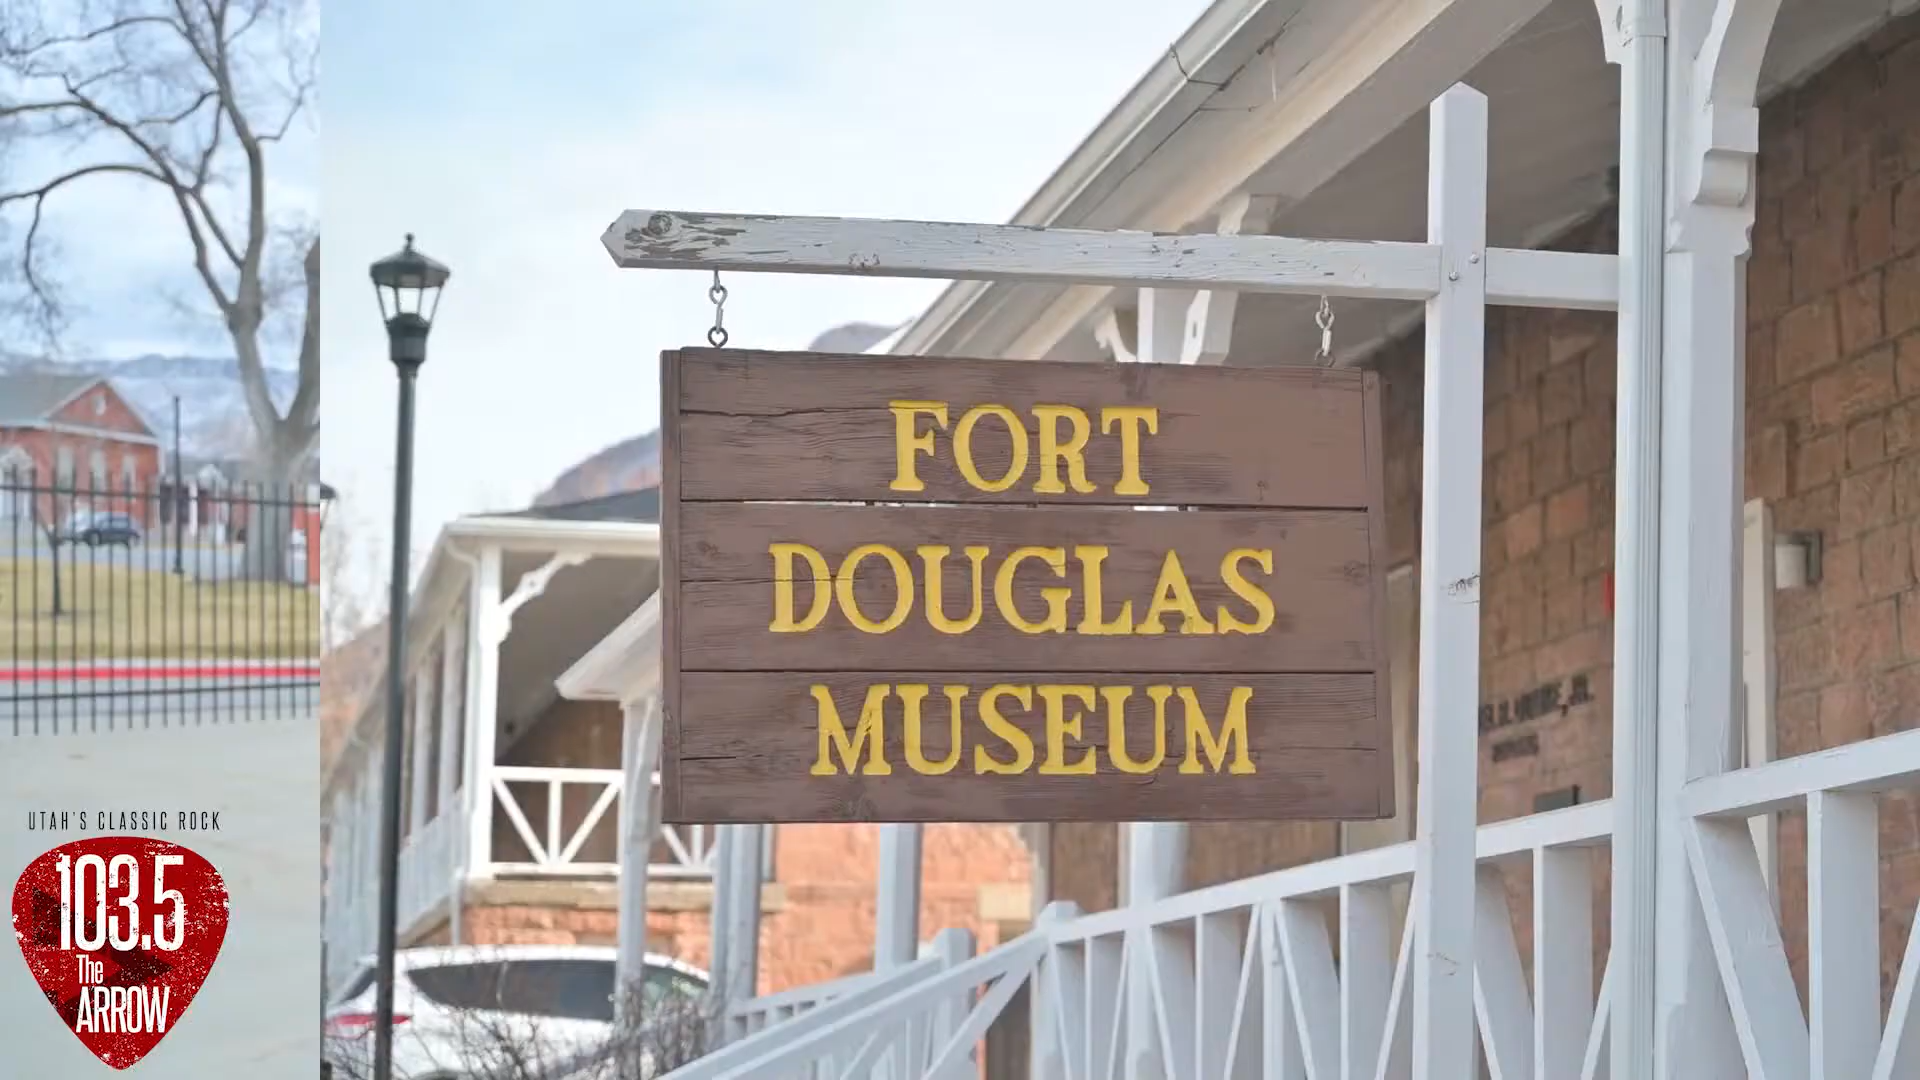 FORT
DOUGLAS
MUSEUM
UTAH'S CLASSIC ROCK
103.5
The
ARROW